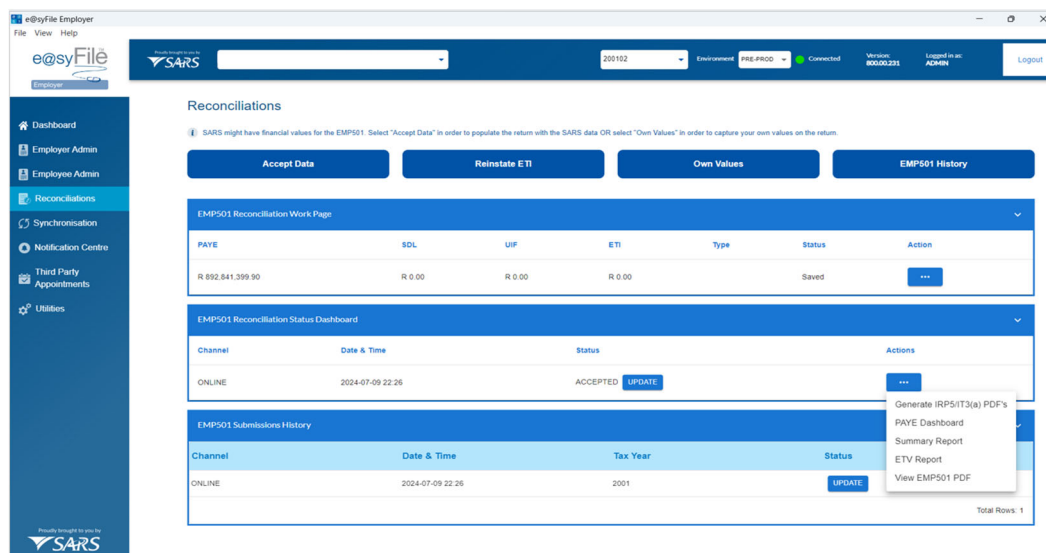 e@syFile Employer
File View Help
e@syFile
Employer
Proudly brought to you by
SARS
200102
Environment
PRE-PROD
Connected
Version:
800.00.231
Logged in as:
ADMIN
Logout
Dashboard
Employer Admin
Employee Admin
Reconciliations
Synchronisation
Notification Centre
Third Party
Appointments
Utilities
Proudly brought to you by
SARS
Reconciliations
SARS might have financial values for the EMP501. Select "Accept Data" in order to populate the return with the SARS data OR select "Own Values" in order to capture your own values on the return.
Accept Data Reinstate ETI Own Values EMP501 History
EMP501 Reconciliation Work Page
PAYE SDL UIF ETI Type Status Action
R 892,841,399.90 R 0.00 R 0.00 R 0.00 Saved ...
EMP501 Reconciliation Status Dashboard
Channel Date & Time Status Actions
ONLINE 2024-07-09 22:26 ACCEPTED UPDATE ...
Generate IRP5/IT3(a) PDF's
PAYE Dashboard
Summary Report
ETV Report
View EMP501 PDF
EMP501 Submissions History
Channel Date & Time Tax Year Status
ONLINE 2024-07-09 22:26 2001 UPDATE
Total Rows: 1